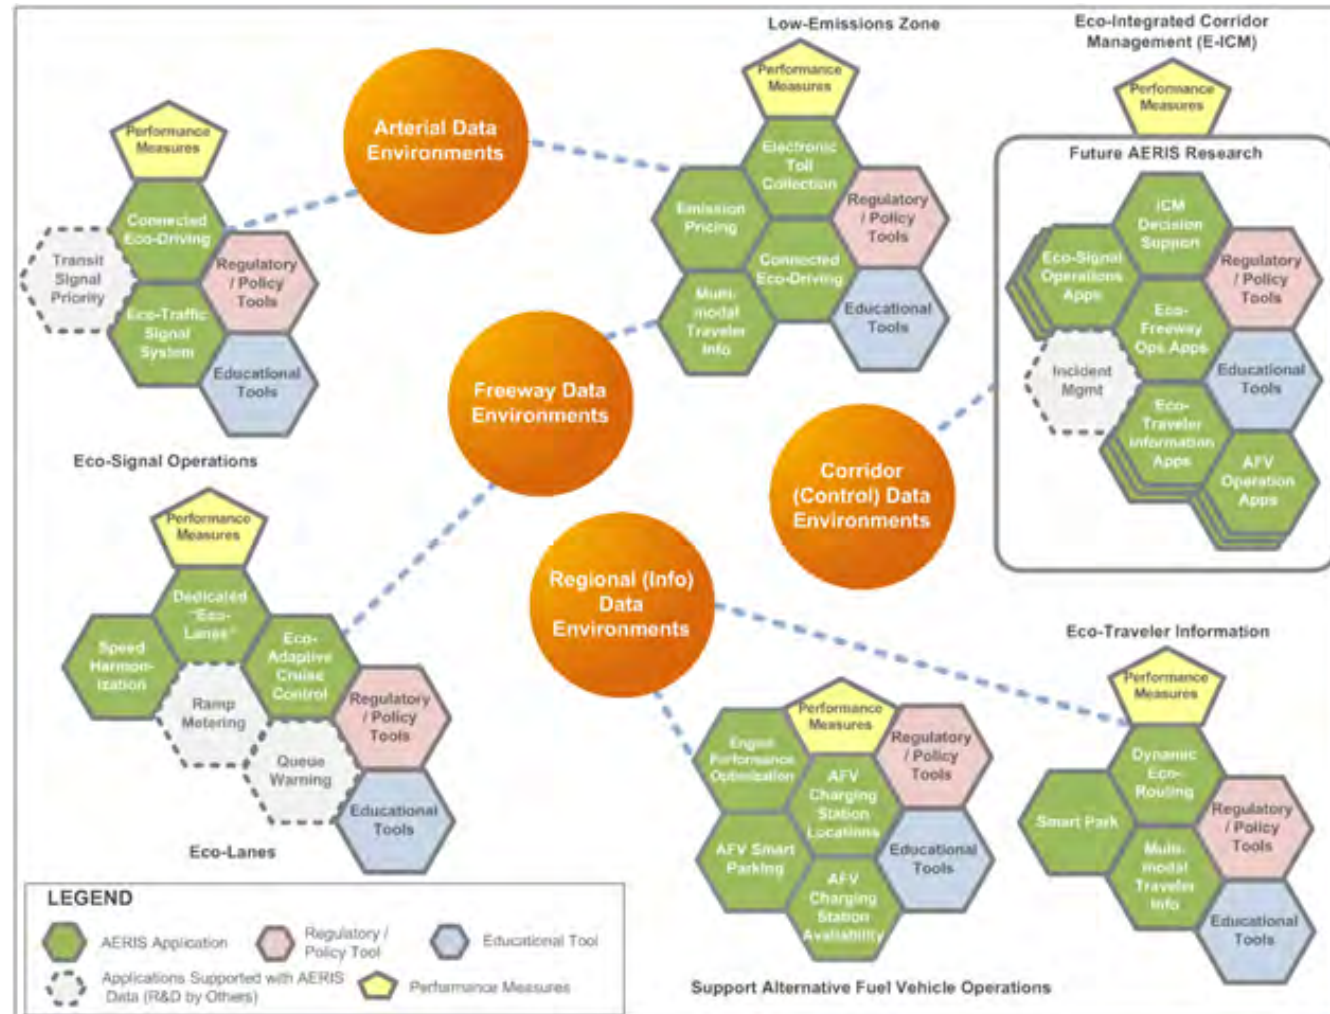 Low-Emissions Zone
Eco-Integrated Corridor
Management (E-ICM)
Arterial Data
Environments
Freeway Data
Environments
Corridor
(Control) Data
Environments
Regional (Info)
Data
Environments
Performance
Measures
Connected
Eco-Driving
Transit
Signal
Priority
Regulatory
/ Policy
Tools
Eco-Traffic
Signal
System
Educational
Tools
Eco-Signal Operations
Performance
Measures
Electronic
Toll
Collection
Emission
Pricing
Regulatory
/ Policy
Tools
Connected
Eco-Driving
Multi-
modal
Traveler
Info
Educational
Tools
Performance
Measures
Future AERIS Research
ICM
Decision
Support
Eco-Signal
Operations
Apps
Regulatory
/ Policy
Tools
Eco-
Freeway
Ops Apps
Incident
Mgmt
Educational
Tools
Eco-
Traveler
Information
Apps
AFV
Operation
Apps
Performance
Measures
Dedicated
"Eco-
Lanes"
Speed
Harmon-
ization
Eco-
Adaptive
Cruise
Control
Ramp
Metering
Regulatory
/ Policy
Tools
Queue
Warning
Educational
Tools
Eco-Lanes
Performance
Measures
Engine
Performance
Optimization
Regulatory
/ Policy
Tools
AFV
Charging
Station
Locations
AFV Smart
Parking
Educational
Tools
AFV
Charging
Station
Availability
Support Alternative Fuel Vehicle Operations
Eco-Traveler Information
Performance
Measures
Dynamic
Eco-
Routing
Smart Park
Regulatory
/ Policy
Tools
Multi-
modal
Traveler
Info
Educational
Tools
LEGEND
AERIS Application
Regulatory /
Policy Tool
Educational Tool
Applications Supported with AERIS
Data (R&D by Others)
Performance Measures